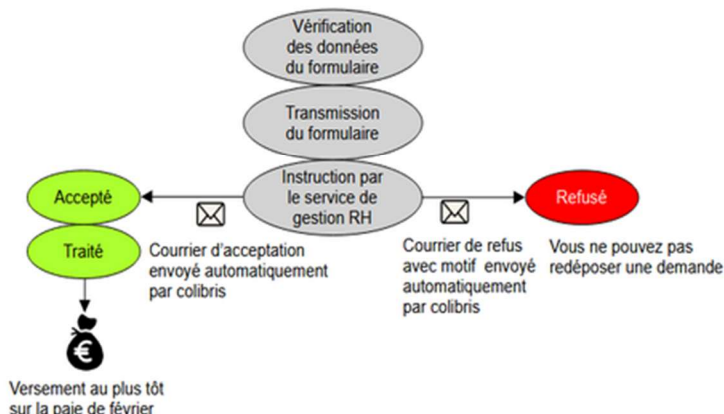 Vérification
des données
du formulaire
Transmission
du formulaire
Instruction par
le service de
gestion RH
Accepté
Refusé
Traité
Courrier d'acceptation
envoyé automatiquement
par colibris
Courrier de refus
avec motif envoyé
automatiquement
par colibris
Vous ne pouvez pas
redéposer une demande
€
Versement au plus tôt
sur la paie de février